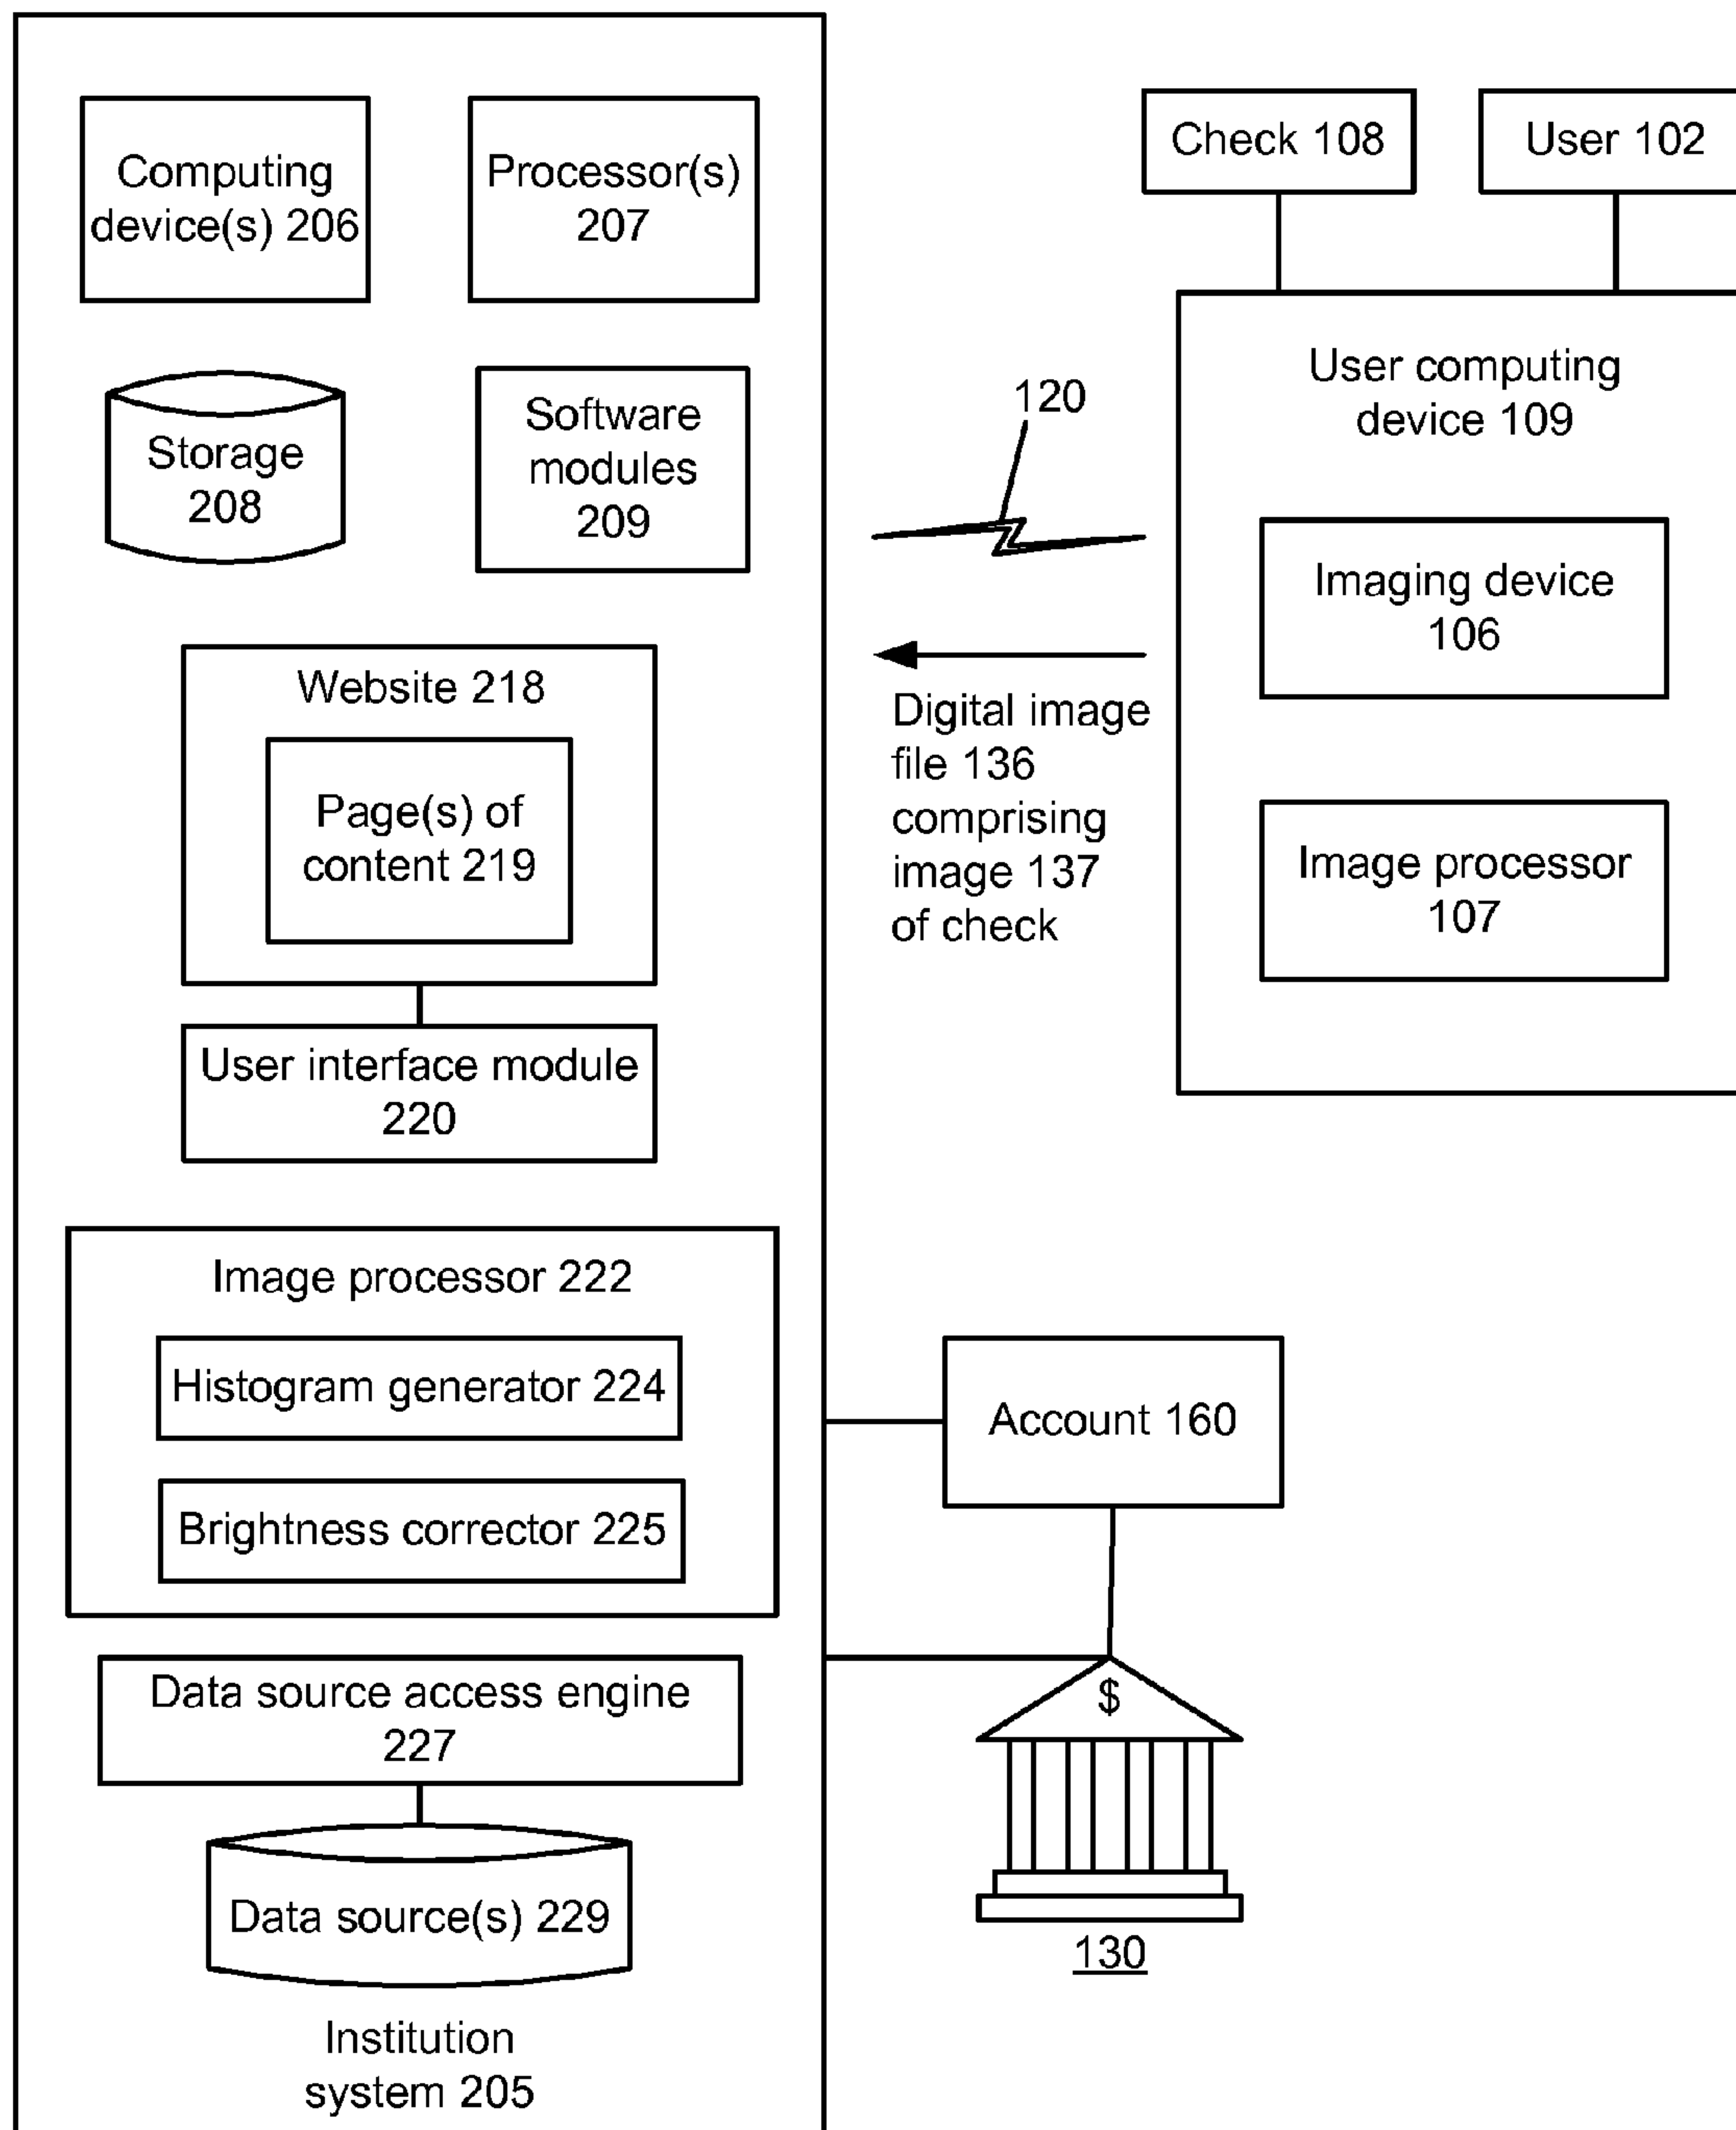 Computing
device(s) 206
Processor(s)
207
Storage
208
Software
modules
209
Website 218
Page(s) of
content 219
User interface module
220
Image processor 222
Histogram generator 224
Brightness corrector 225
Data source access engine
227
Data source(s) 229
Institution
system 205
120
Digital image
file 136
comprising
image 137
of check
Check 108
User 102
User computing
device 109
Imaging device
106
Image processor
107
Account 160
$
130